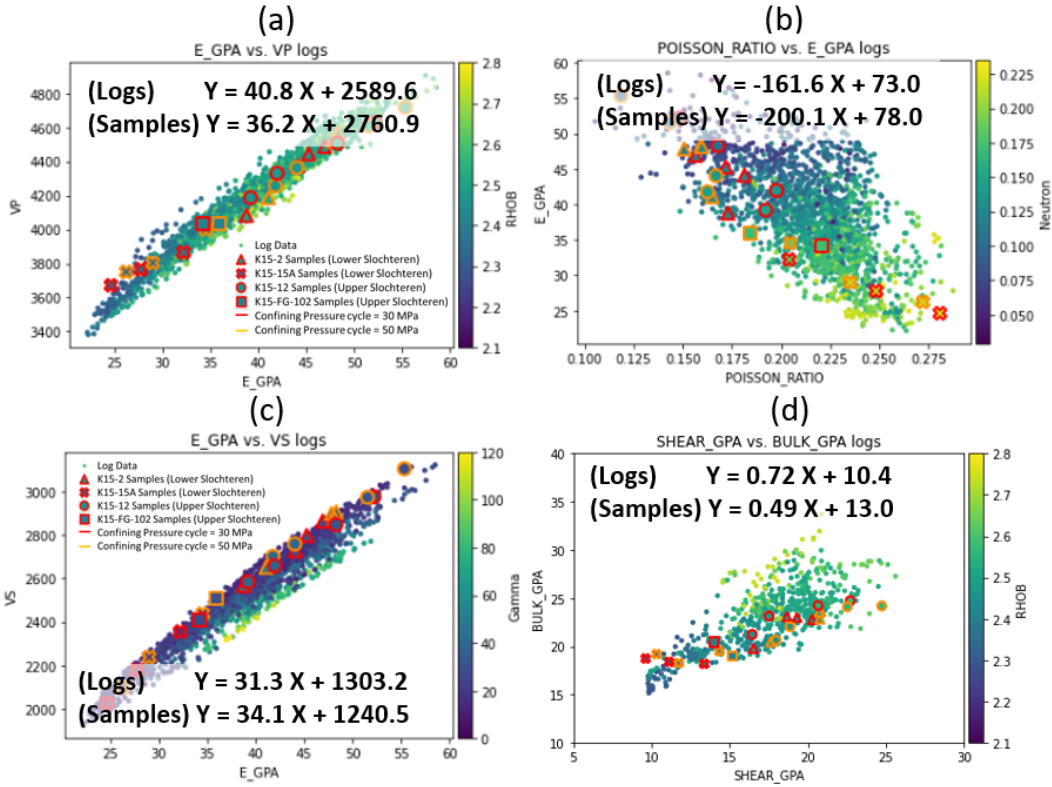 (a)
E_GPA vs. VP logs
(Logs) Y = 40.8 X + 2589.6
(Samples) Y = 36.2 X + 2760.9
4800
4600
4400
4200
4000
3800
3600
3400
VP
25 30 35 40 45 50 55 60
E_GPA
Log Data
K15-2 Samples (Lower Slochteren)
K15-15A Samples (Lower Slochteren)
K15-12 Samples (Upper Slochteren)
K15-FG-102 Samples (Upper Slochteren)
Confining Pressure cycle = 30 MPa
Confining Pressure cycle = 50 MPa
2.8
2.7
2.6
2.5
2.4
2.3
2.2
2.1
RHOB
(b)
POISSON_RATIO vs. E_GPA logs
(Logs) Y = -161.6 X + 73.0
(Samples) Y = -200.1 X + 78.0
60
55
50
45
40
35
30
25
E_GPA
0.100 0.125 0.150 0.175 0.200 0.225 0.250 0.275
POISSON_RATIO
0.225
0.200
0.175
0.150
0.125
0.100
0.075
0.050
Neutron
(c)
E_GPA vs. VS logs
Log Data
K15-2 Samples (Lower Slochteren)
K15-15A Samples (Lower Slochteren)
K15-12 Samples (Upper Slochteren)
K15-FG-102 Samples (Upper Slochteren)
Confining Pressure cycle = 30 MPa
Confining Pressure cycle = 50 MPa
3000
2800
2600
2400
2200
2000
VS
(Logs) Y = 31.3 X + 1303.2
(Samples) Y = 34.1 X + 1240.5
25 30 35 40 45 50 55 60
E_GPA
120
100
80
60
40
20
0
Gamma
(d)
SHEAR_GPA vs. BULK_GPA logs
(Logs) Y = 0.72 X + 10.4
(Samples) Y = 0.49 X + 13.0
40
35
30
25
20
15
10
BULK_GPA
5 10 15 20 25 30
SHEAR_GPA
2.8
2.7
2.6
2.5
2.4
2.3
2.2
2.1
RHOB